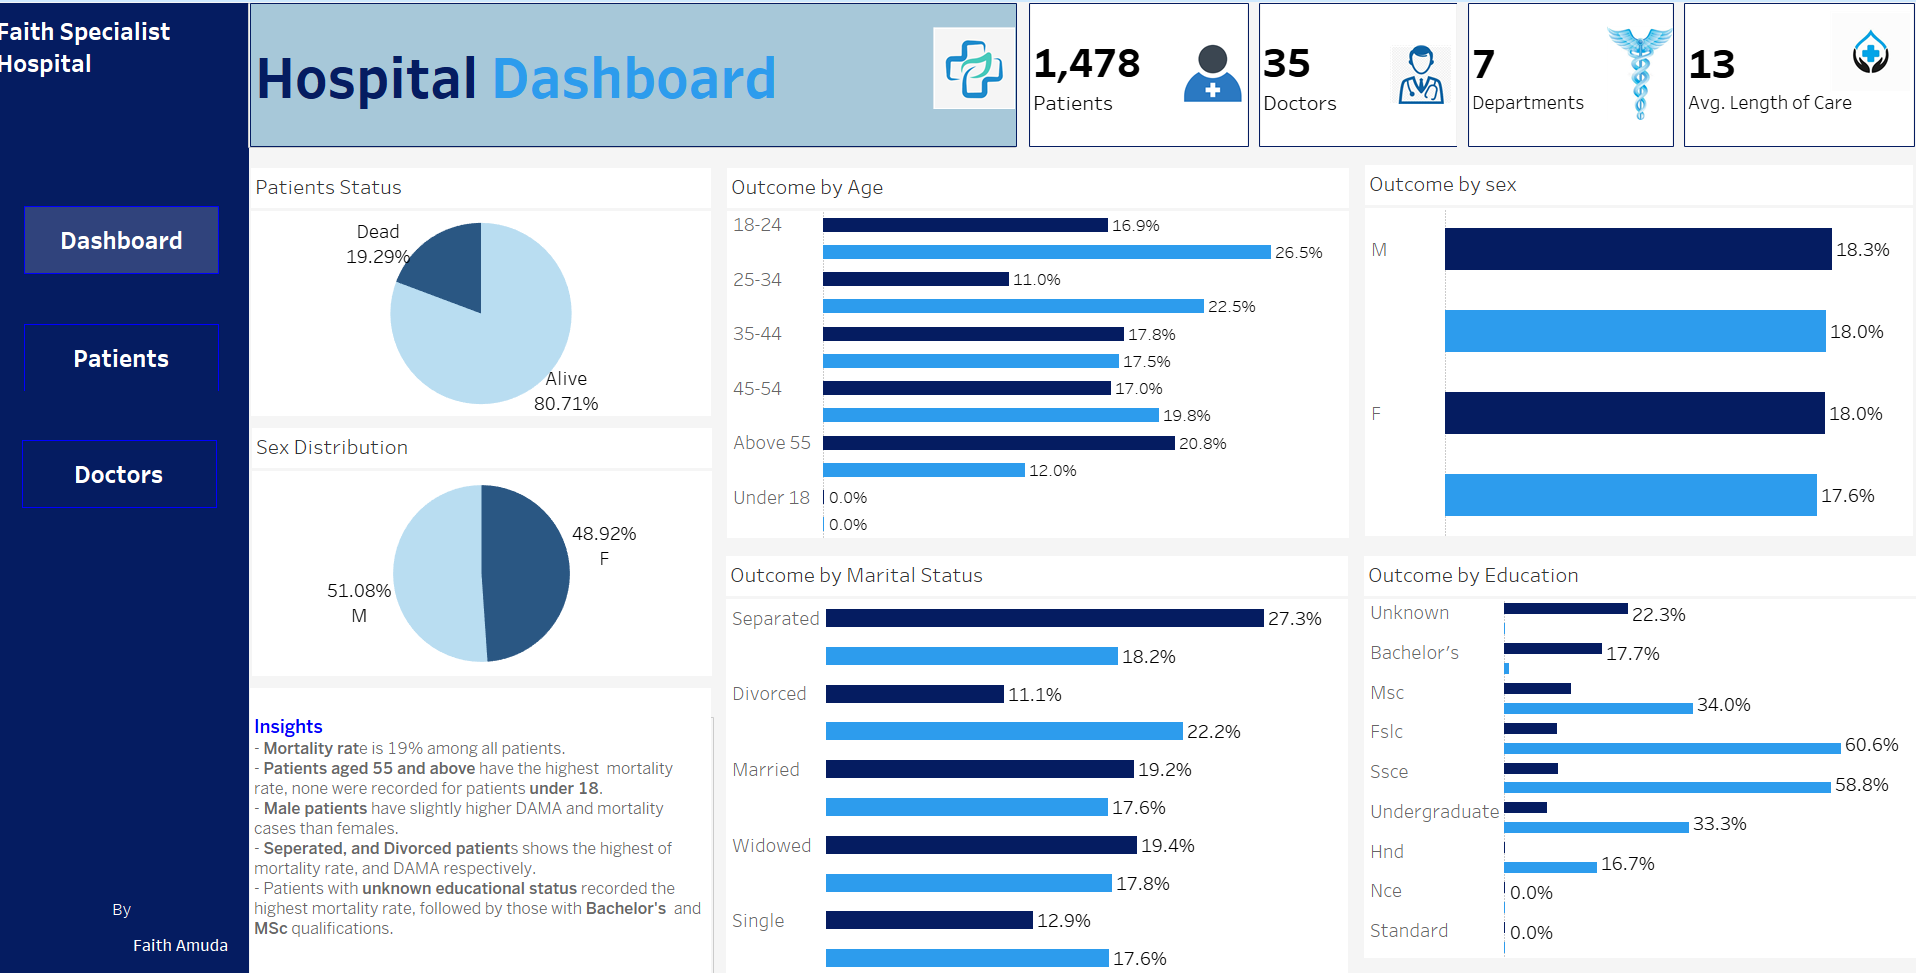 Faith Specialist
Hospital
Dashboard
Patients
Doctors
By
Faith Amuda
Hospital Dashboard
1,478
Patients
35
Doctors
7
Departments
13
Avg. Length of Care
Patients Status
Dead
19.29%
Alive
80.71%
Sex Distribution
48.92%
F
51.08%
M
Insights
- Mortality rate is 19% among all patients.
- Patients aged 55 and above have the highest mortality
rate, none were recorded for patients under 18.
- Male patients have slightly higher DAMA and mortality
cases than females.
- Seperated, and Divorced patients shows the highest of
mortality rate, and DAMA respectively.
- Patients with unknown educational status recorded the
highest mortality rate, followed by those with Bachelor's and
MSc qualifications.
Outcome by Age
18-24 16.9%
26.5%
25-34 11.0%
22.5%
35-44 17.8%
17.5%
45-54 17.0%
19.8%
Above 55 20.8%
12.0%
Under 18 0.0%
0.0%
Outcome by sex
M 18.3%
18.0%
F 18.0%
17.6%
Outcome by Marital Status
Separated 27.3%
18.2%
Divorced 11.1%
22.2%
Married 19.2%
17.6%
Widowed 19.4%
17.8%
Single 12.9%
17.6%
Outcome by Education
Unknown 22.3%
Bachelor’s 17.7%
Msc
34.0%
Fslc
60.6%
Ssce
58.8%
Undergraduate
33.3%
Hnd
16.7%
Nce 0.0%
Standard 0.0%